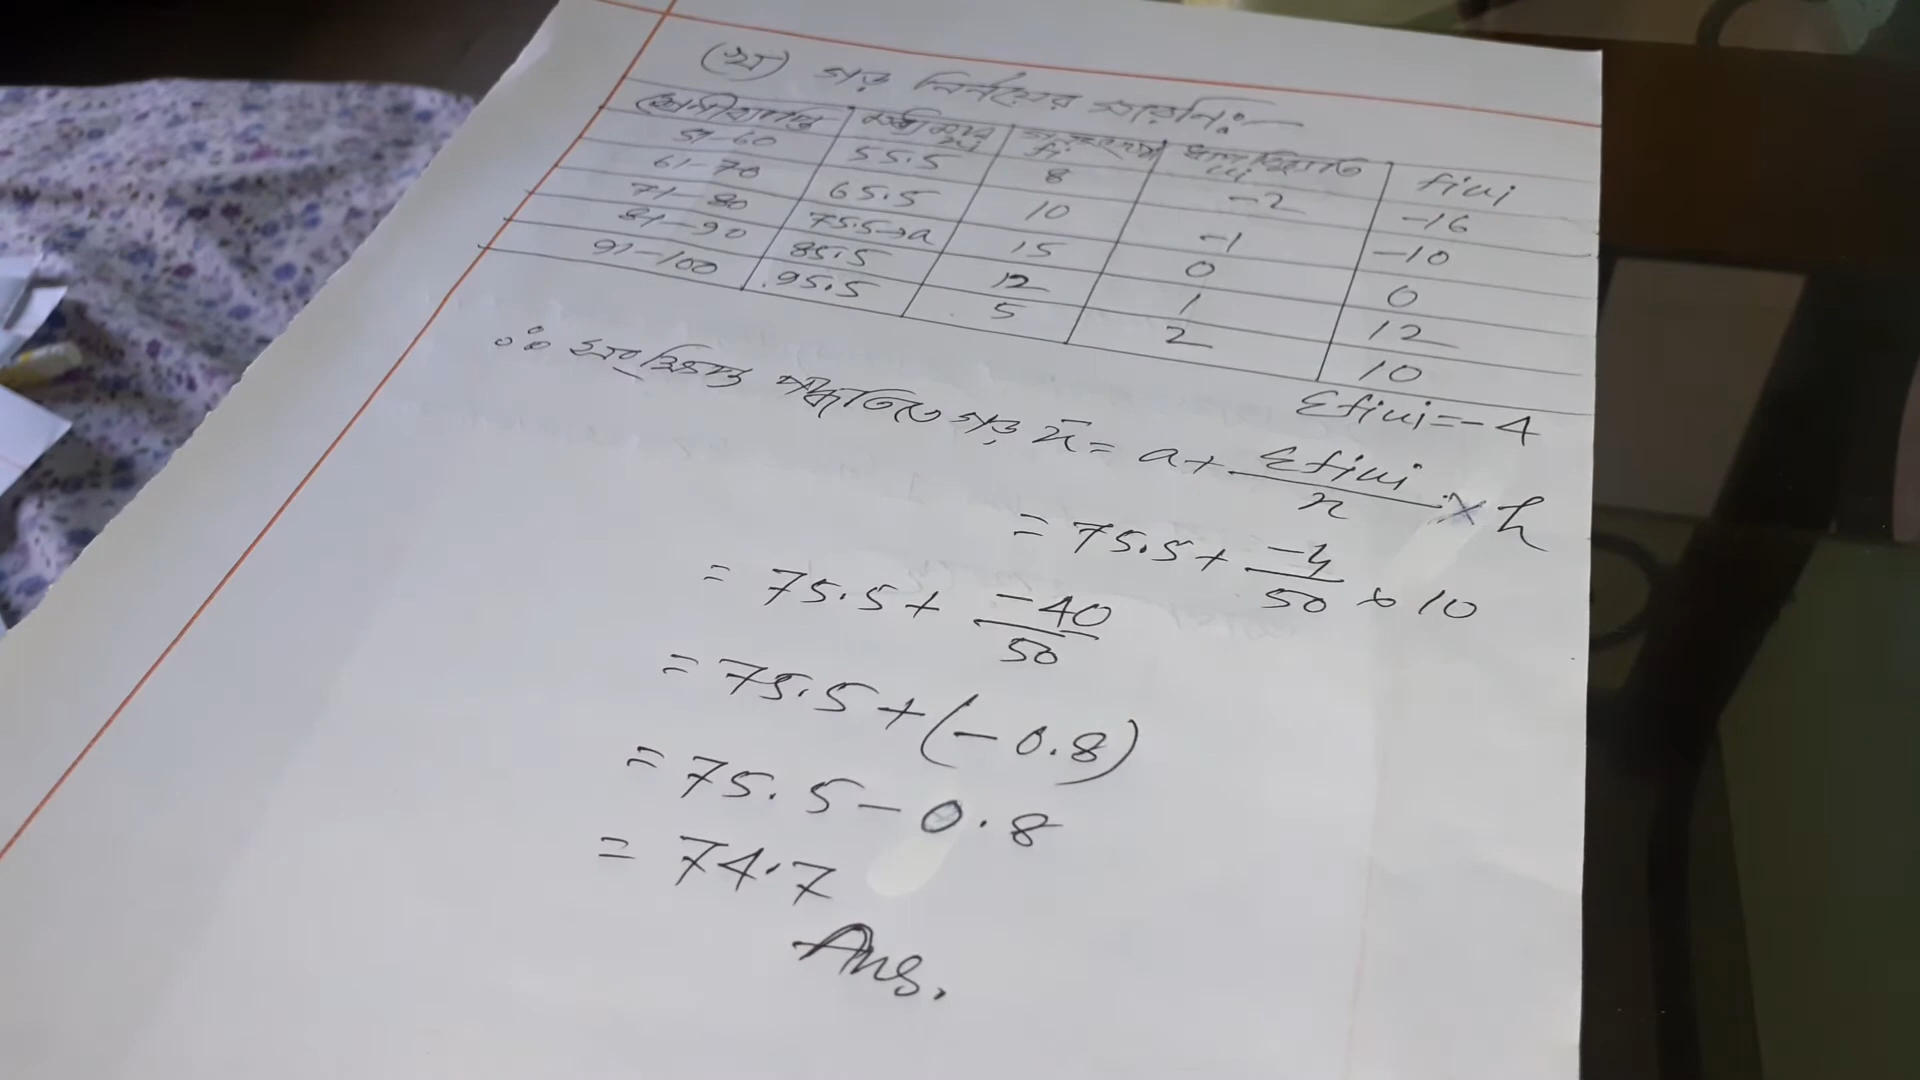 (খ) গড় নির্ণয়ের সারণি:-
শ্রেণীব্যাপ্তি মধ্যবিন্দু xi গণসংখ্যা fi ধাপ বিচ্যুতি ui fiui
51-60 55.5 8 -2 -16
61-70 65.5 10 -1 -10
71-80 75.5→a 15 0 0
81-90 85.5 12 1 12
91-100 95.5 5 2 10
Σfiui=-4
∴ সংক্ষিপ্ত পদ্ধতিতে গড়, x̄ = a+ Σfiui/n × h
= 75.5+ -4/50 × 10
= 75.5+ -40/50
= 75.5+(-0.8)
= 75.5-0.8
= 74.7
Ans.